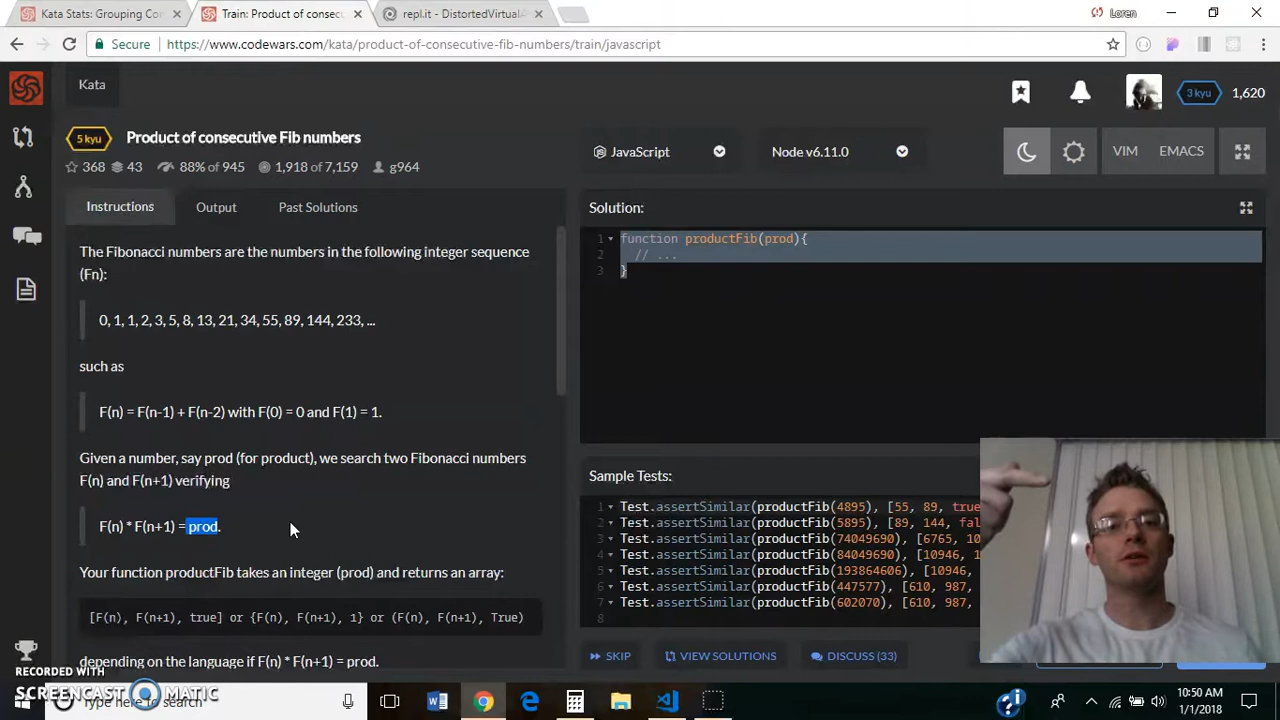 Kata Stats: Grouping Con
Train: Product of consec
repl.it - DistortedVirtualA
Loren
Secure
https://www.codewars.com/kata/product-of-consecutive-fib-numbers/train/javascript
Kata
3 kyu
1,620
5 kyu
Product of consecutive Fib numbers
368 43 88% of 945 1,918 of 7,159 g964
JavaScript
Node v6.11.0
VIM
EMACS
Instructions
Output
Past Solutions
The Fibonacci numbers are the numbers in the following integer sequence
(Fn):
0, 1, 1, 2, 3, 5, 8, 13, 21, 34, 55, 89, 144, 233, ...
such as
F(n) = F(n-1) + F(n-2) with F(0) = 0 and F(1) = 1.
Given a number, say prod (for product), we search two Fibonacci numbers
F(n) and F(n+1) verifying
F(n) * F(n+1) = prod.
Your function productFib takes an integer (prod) and returns an array:
[F(n), F(n+1), true] or {F(n), F(n+1), 1} or (F(n), F(n+1), True)
depending on the language if F(n) * F(n+1) = prod.
Solution:
1 function productFib(prod){
2 // ...
3 }
Sample Tests:
1 Test.assertSimilar(productFib(4895), [55, 89, true
2 Test.assertSimilar(productFib(5895), [89, 144, fal
3 Test.assertSimilar(productFib(74049690), [6765, 10
4 Test.assertSimilar(productFib(84049690), [10946, 1
5 Test.assertSimilar(productFib(193864606), [10946,
6 Test.assertSimilar(productFib(447577), [610, 987,
7 Test.assertSimilar(productFib(602070), [610, 987,
8
SKIP
VIEW SOLUTIONS
DISCUSS (33)
RECORDED WITH
SCREENCAST MATIC
Type here to search
10:50 AM
1/1/2018